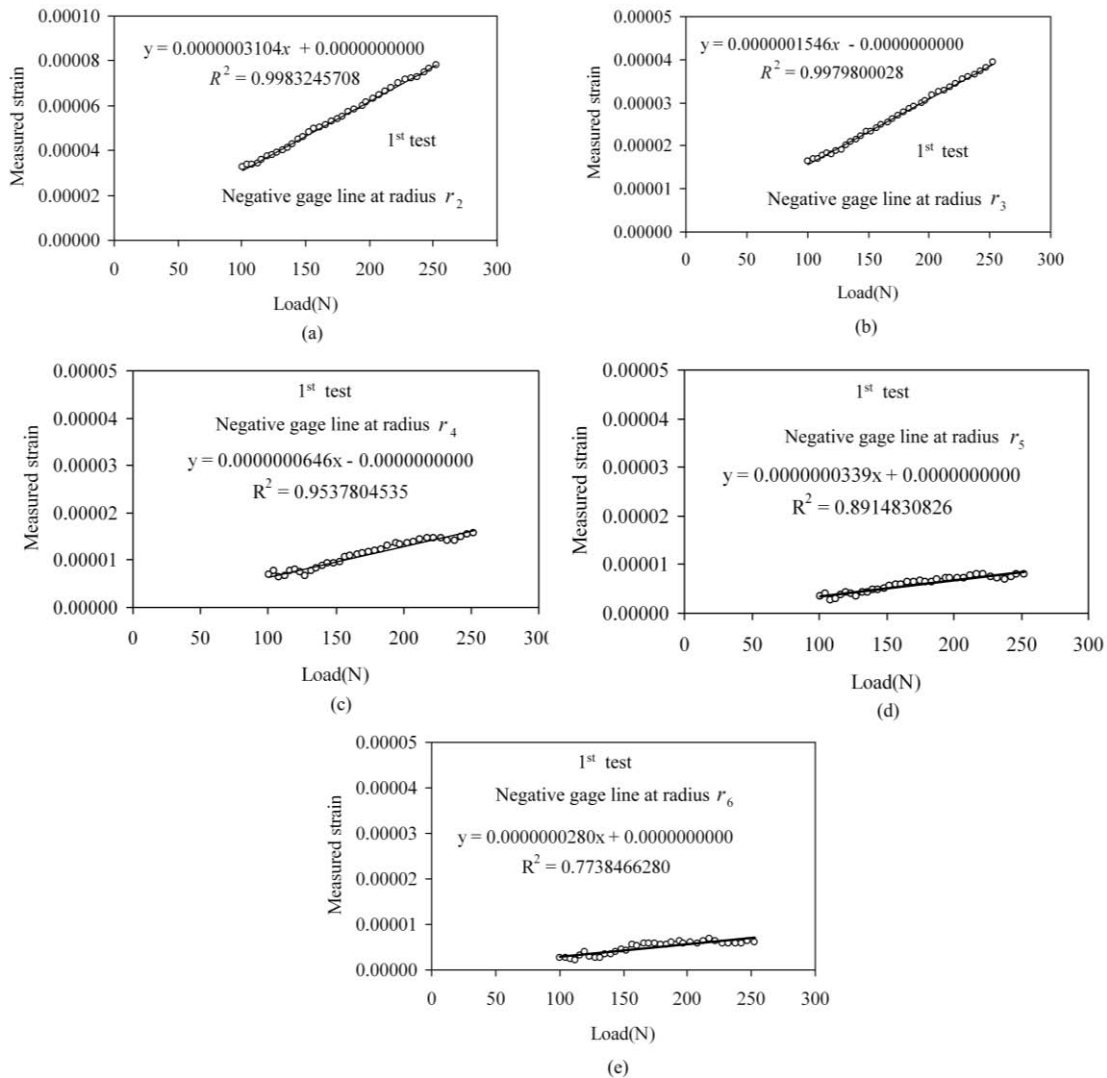 0.00010
0.00008
0.00006
0.00004
0.00002
0.00000
Measured strain
y = 0.0000003104x + 0.0000000000
R² = 0.9983245708
1st test
Negative gage line at radius r2
0 50 100 150 200 250 300
Load(N)
(a)
0.00005
0.00004
0.00003
0.00002
0.00001
0.00000
Measured strain
y = 0.0000001546x - 0.0000000000
R² = 0.9979800028
1st test
Negative gage line at radius r3
0 50 100 150 200 250 300
Load(N)
(b)
0.00005
0.00004
0.00003
0.00002
0.00001
0.00000
Measured strain
1st test
Negative gage line at radius r4
y = 0.0000000646x - 0.0000000000
R² = 0.9537804535
0 50 100 150 200 250 30
Load(N)
(c)
0.00005
0.00004
0.00003
0.00002
0.00001
0.00000
Measured strain
1st test
Negative gage line at radius r5
y = 0.0000000339x + 0.0000000000
R² = 0.8914830826
0 50 100 150 200 250 300
Load(N)
(d)
0.00005
0.00004
0.00003
0.00002
0.00001
0.00000
Measured strain
1st test
Negative gage line at radius r6
y = 0.0000000280x + 0.0000000000
R² = 0.7738466280
0 50 100 150 200 250 300
Load(N)
(e)